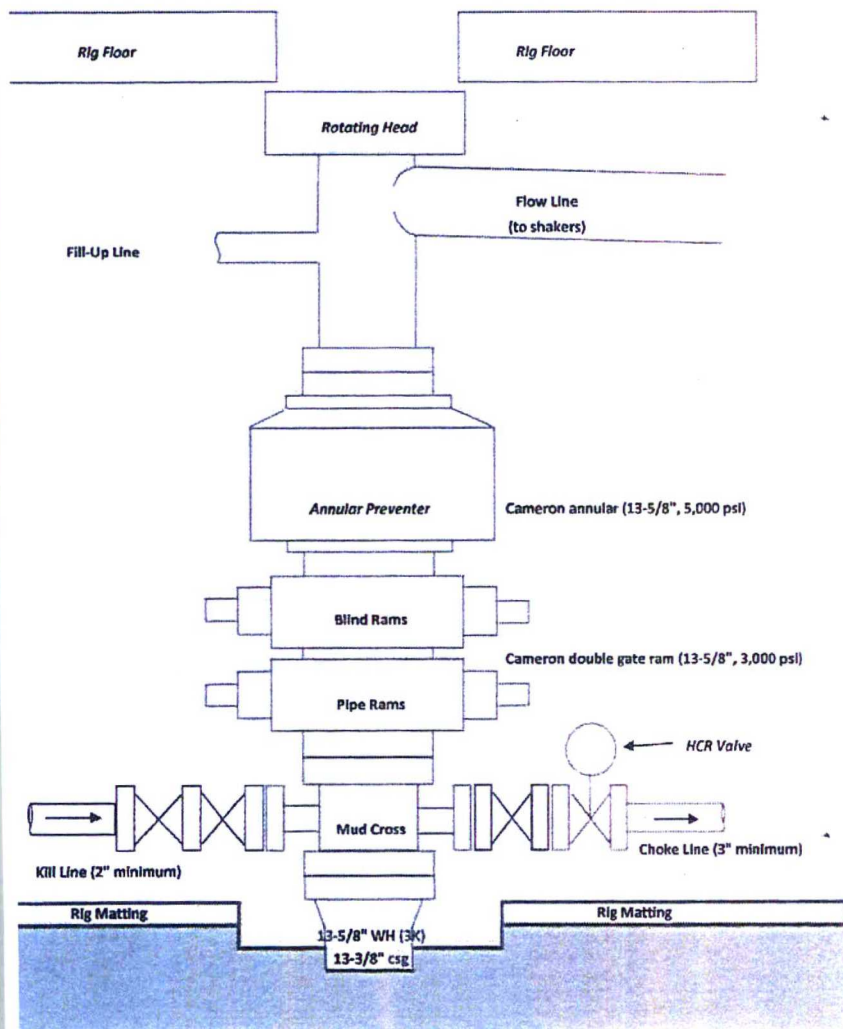 Rig Floor
Rig Floor
Rotating Head
Flow Line
(to shakers)
Fill-Up Line
Annular Preventer
Cameron annular (13-5/8", 5,000 psi)
Blind Rams
Cameron double gate ram (13-5/8", 3,000 psi)
Pipe Rams
HCR Valve
Mud Cross
Choke Line (3" minimum)
Kill Line (2" minimum)
Rig Matting
Rig Matting
13-5/8" WH (3K)
13-3/8" csg